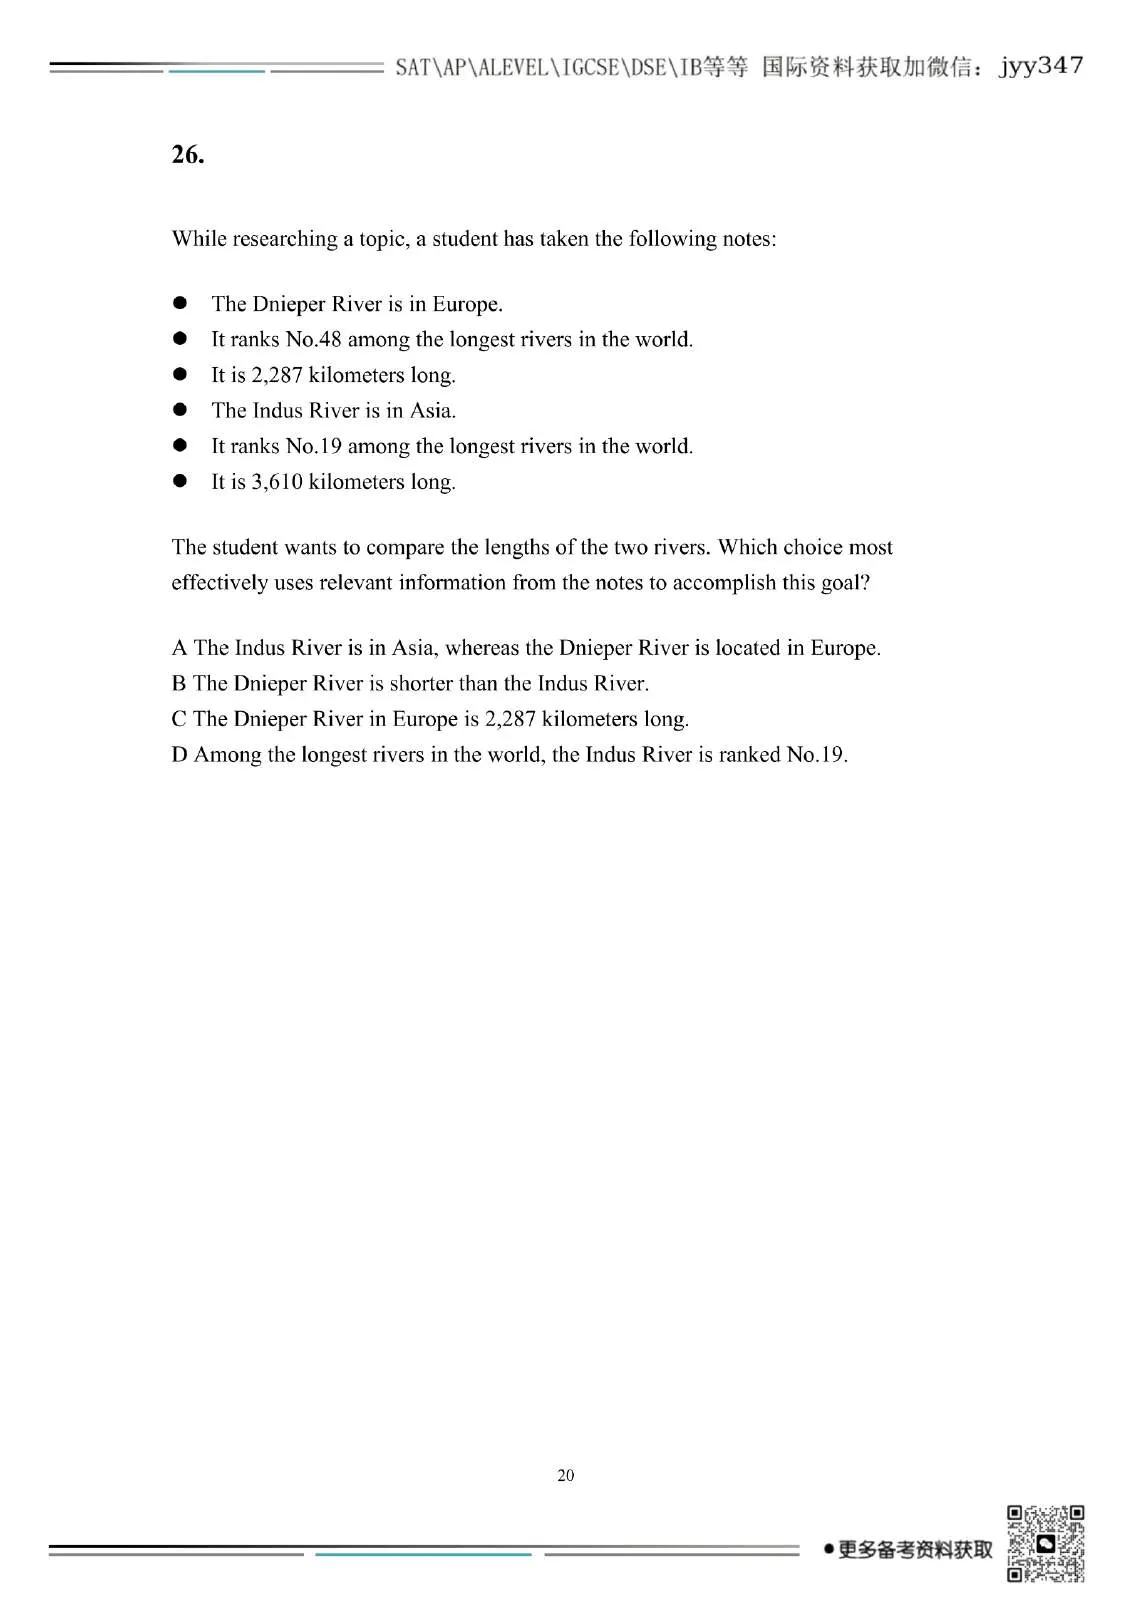 SAT\AP\ALEVEL\IGCSE\DSE\IB等等 国际资料获取加微信：jyy347
26.
While researching a topic, a student has taken the following notes:
● The Dnieper River is in Europe.
● It ranks No.48 among the longest rivers in the world.
● It is 2,287 kilometers long.
● The Indus River is in Asia.
● It ranks No.19 among the longest rivers in the world.
● It is 3,610 kilometers long.
The student wants to compare the lengths of the two rivers. Which choice most
effectively uses relevant information from the notes to accomplish this goal?
A The Indus River is in Asia, whereas the Dnieper River is located in Europe.
B The Dnieper River is shorter than the Indus River.
C The Dnieper River in Europe is 2,287 kilometers long.
D Among the longest rivers in the world, the Indus River is ranked No.19.
20
●更多备考资料获取